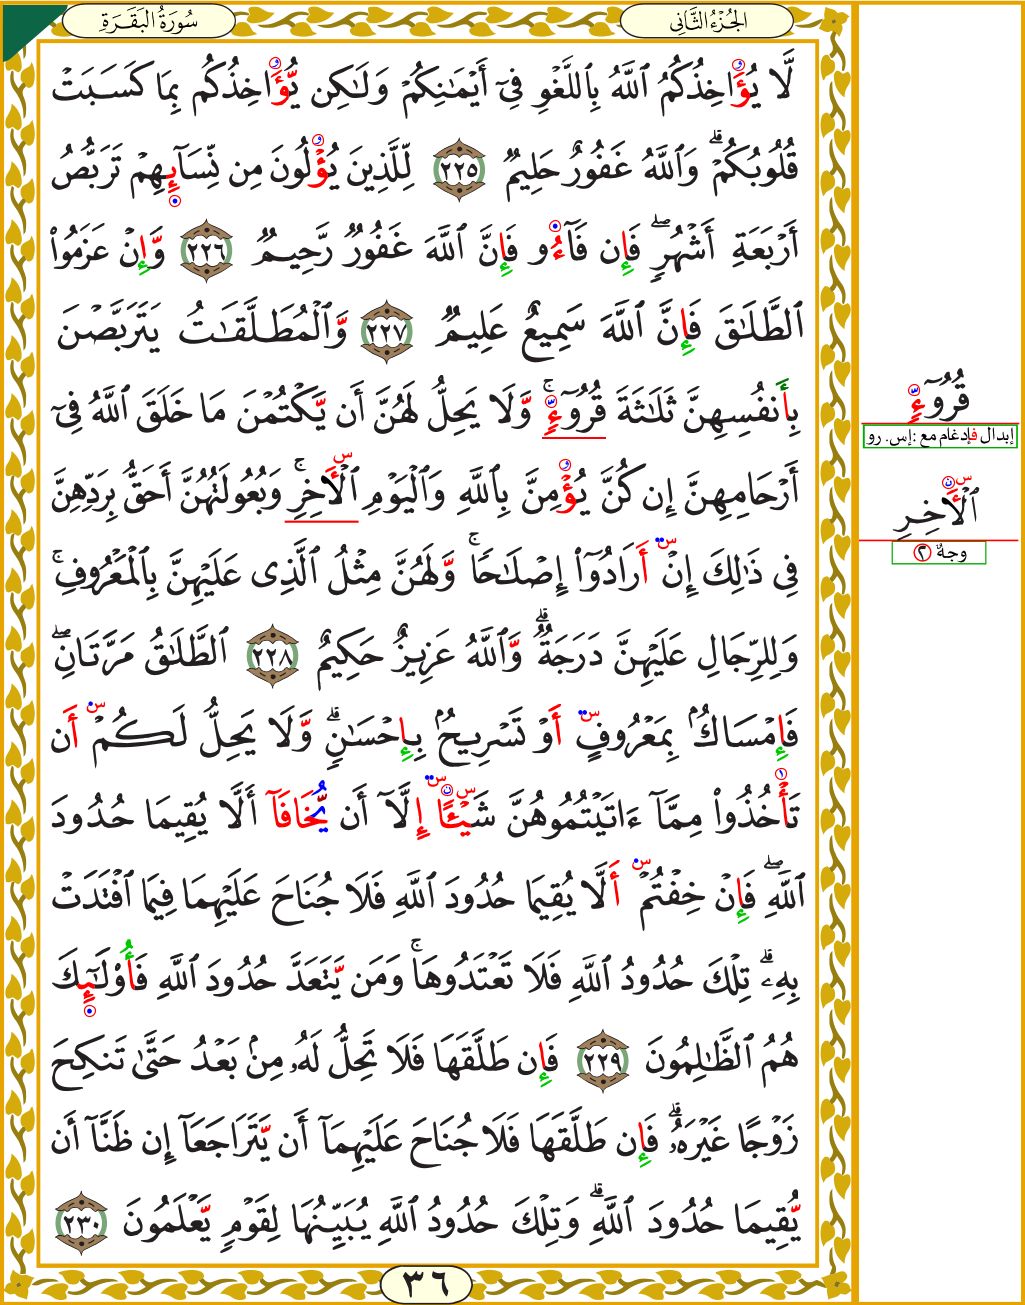 الجُزْءُ الثَّانِي
سُورَةُ البَقَرَةِ
لَّا يُؤَاخِذُكُمُ ٱللَّهُ بِٱللَّغْوِ فِىٓ أَيْمَـٰنِكُمْ وَلَـٰكِن يُّؤَاخِذُكُم بِمَا كَسَبَتْ
قُلُوبُكُمْۗ وَٱللَّهُ غَفُورٌ حَلِيمٌ ٢٢٥ لِّلَّذِينَ يُؤْلُونَ مِن نِّسَآئِهِمْ تَرَبُّصُ
أَرْبَعَةِ أَشْهُرٍۖ فَإِن فَآءُو فَإِنَّ ٱللَّهَ غَفُورٌ رَّحِيمٌ ٢٢٦ وَّإِنْ عَزَمُوا۟
ٱلطَّلَـٰقَ فَإِنَّ ٱللَّهَ سَمِيعٌ عَلِيمٌ ٢٢٧ وَّٱلْمُطَلَّقَـٰتُ يَتَرَبَّصْنَ
بِأَنفُسِهِنَّ ثَلَـٰثَةَ قُرُوٓءٍۚ وَّلَا يَحِلُّ لَهُنَّ أَن يَّكْتُمْنَ مَا خَلَقَ ٱللَّهُ فِىٓ
أَرْحَامِهِنَّ إِن كُنَّ يُؤْمِنَّ بِٱللَّهِ وَٱلْيَوْمِ ٱلْأَخِرِۚ وَبُعُولَتُهُنَّ أَحَقُّ بِرَدِّهِنَّ
فِى ذَٰلِكَ إِنْ أَرَادُوٓا۟ إِصْلَـٰحًاۚ وَّلَهُنَّ مِثْلُ ٱلَّذِى عَلَيْهِنَّ بِٱلْمَعْرُوفِۚ
وَلِلرِّجَالِ عَلَيْهِنَّ دَرَجَةٌۗ وَّٱللَّهُ عَزِيزٌ حَكِيمٌ ٢٢٨ ٱلطَّلَـٰقُ مَرَّتَانِۖ
فَإِمْسَاكٌۢ بِمَعْرُوفٍ أَوْ تَسْرِيحٌۢ بِإِحْسَـٰنٍۗ وَّلَا يَحِلُّ لَكُمْ أَن
تَأْخُذُوا۟ مِمَّآ ءَاتَيْتُمُوهُنَّ شَيْـًٔا إِلَّآ أَن يُّخَافَآ أَلَّا يُقِيمَا حُدُودَ
ٱللَّهِۖ فَإِنْ خِفْتُمْ أَلَّا يُقِيمَا حُدُودَ ٱللَّهِ فَلَا جُنَاحَ عَلَيْهِمَا فِيمَا ٱفْتَدَتْ
بِهِۦۗ تِلْكَ حُدُودُ ٱللَّهِ فَلَا تَعْتَدُوهَاۚ وَمَن يَّتَعَدَّ حُدُودَ ٱللَّهِ فَأُو۟لَـٰٓئِكَ
هُمُ ٱلظَّـٰلِمُونَ ٢٢٩ فَإِن طَلَّقَهَا فَلَا تَحِلُّ لَهُۥ مِنۢ بَعْدُ حَتَّىٰ تَنكِحَ
زَوْجًا غَيْرَهُۥۗ فَإِن طَلَّقَهَا فَلَا جُنَاحَ عَلَيْهِمَآ أَن يَّتَرَاجَعَآ إِن ظَنَّآ أَن
يُّقِيمَا حُدُودَ ٱللَّهِۗ وَتِلْكَ حُدُودُ ٱللَّهِ يُبَيِّنُهَا لِقَوْمٍ يَّعْلَمُونَ ٢٣٠
٣٦
قُرُوٓءٍ
إبدال فإدغام مع :إس. رو
ٱلْأَخِرِ
وجهٌ ٢